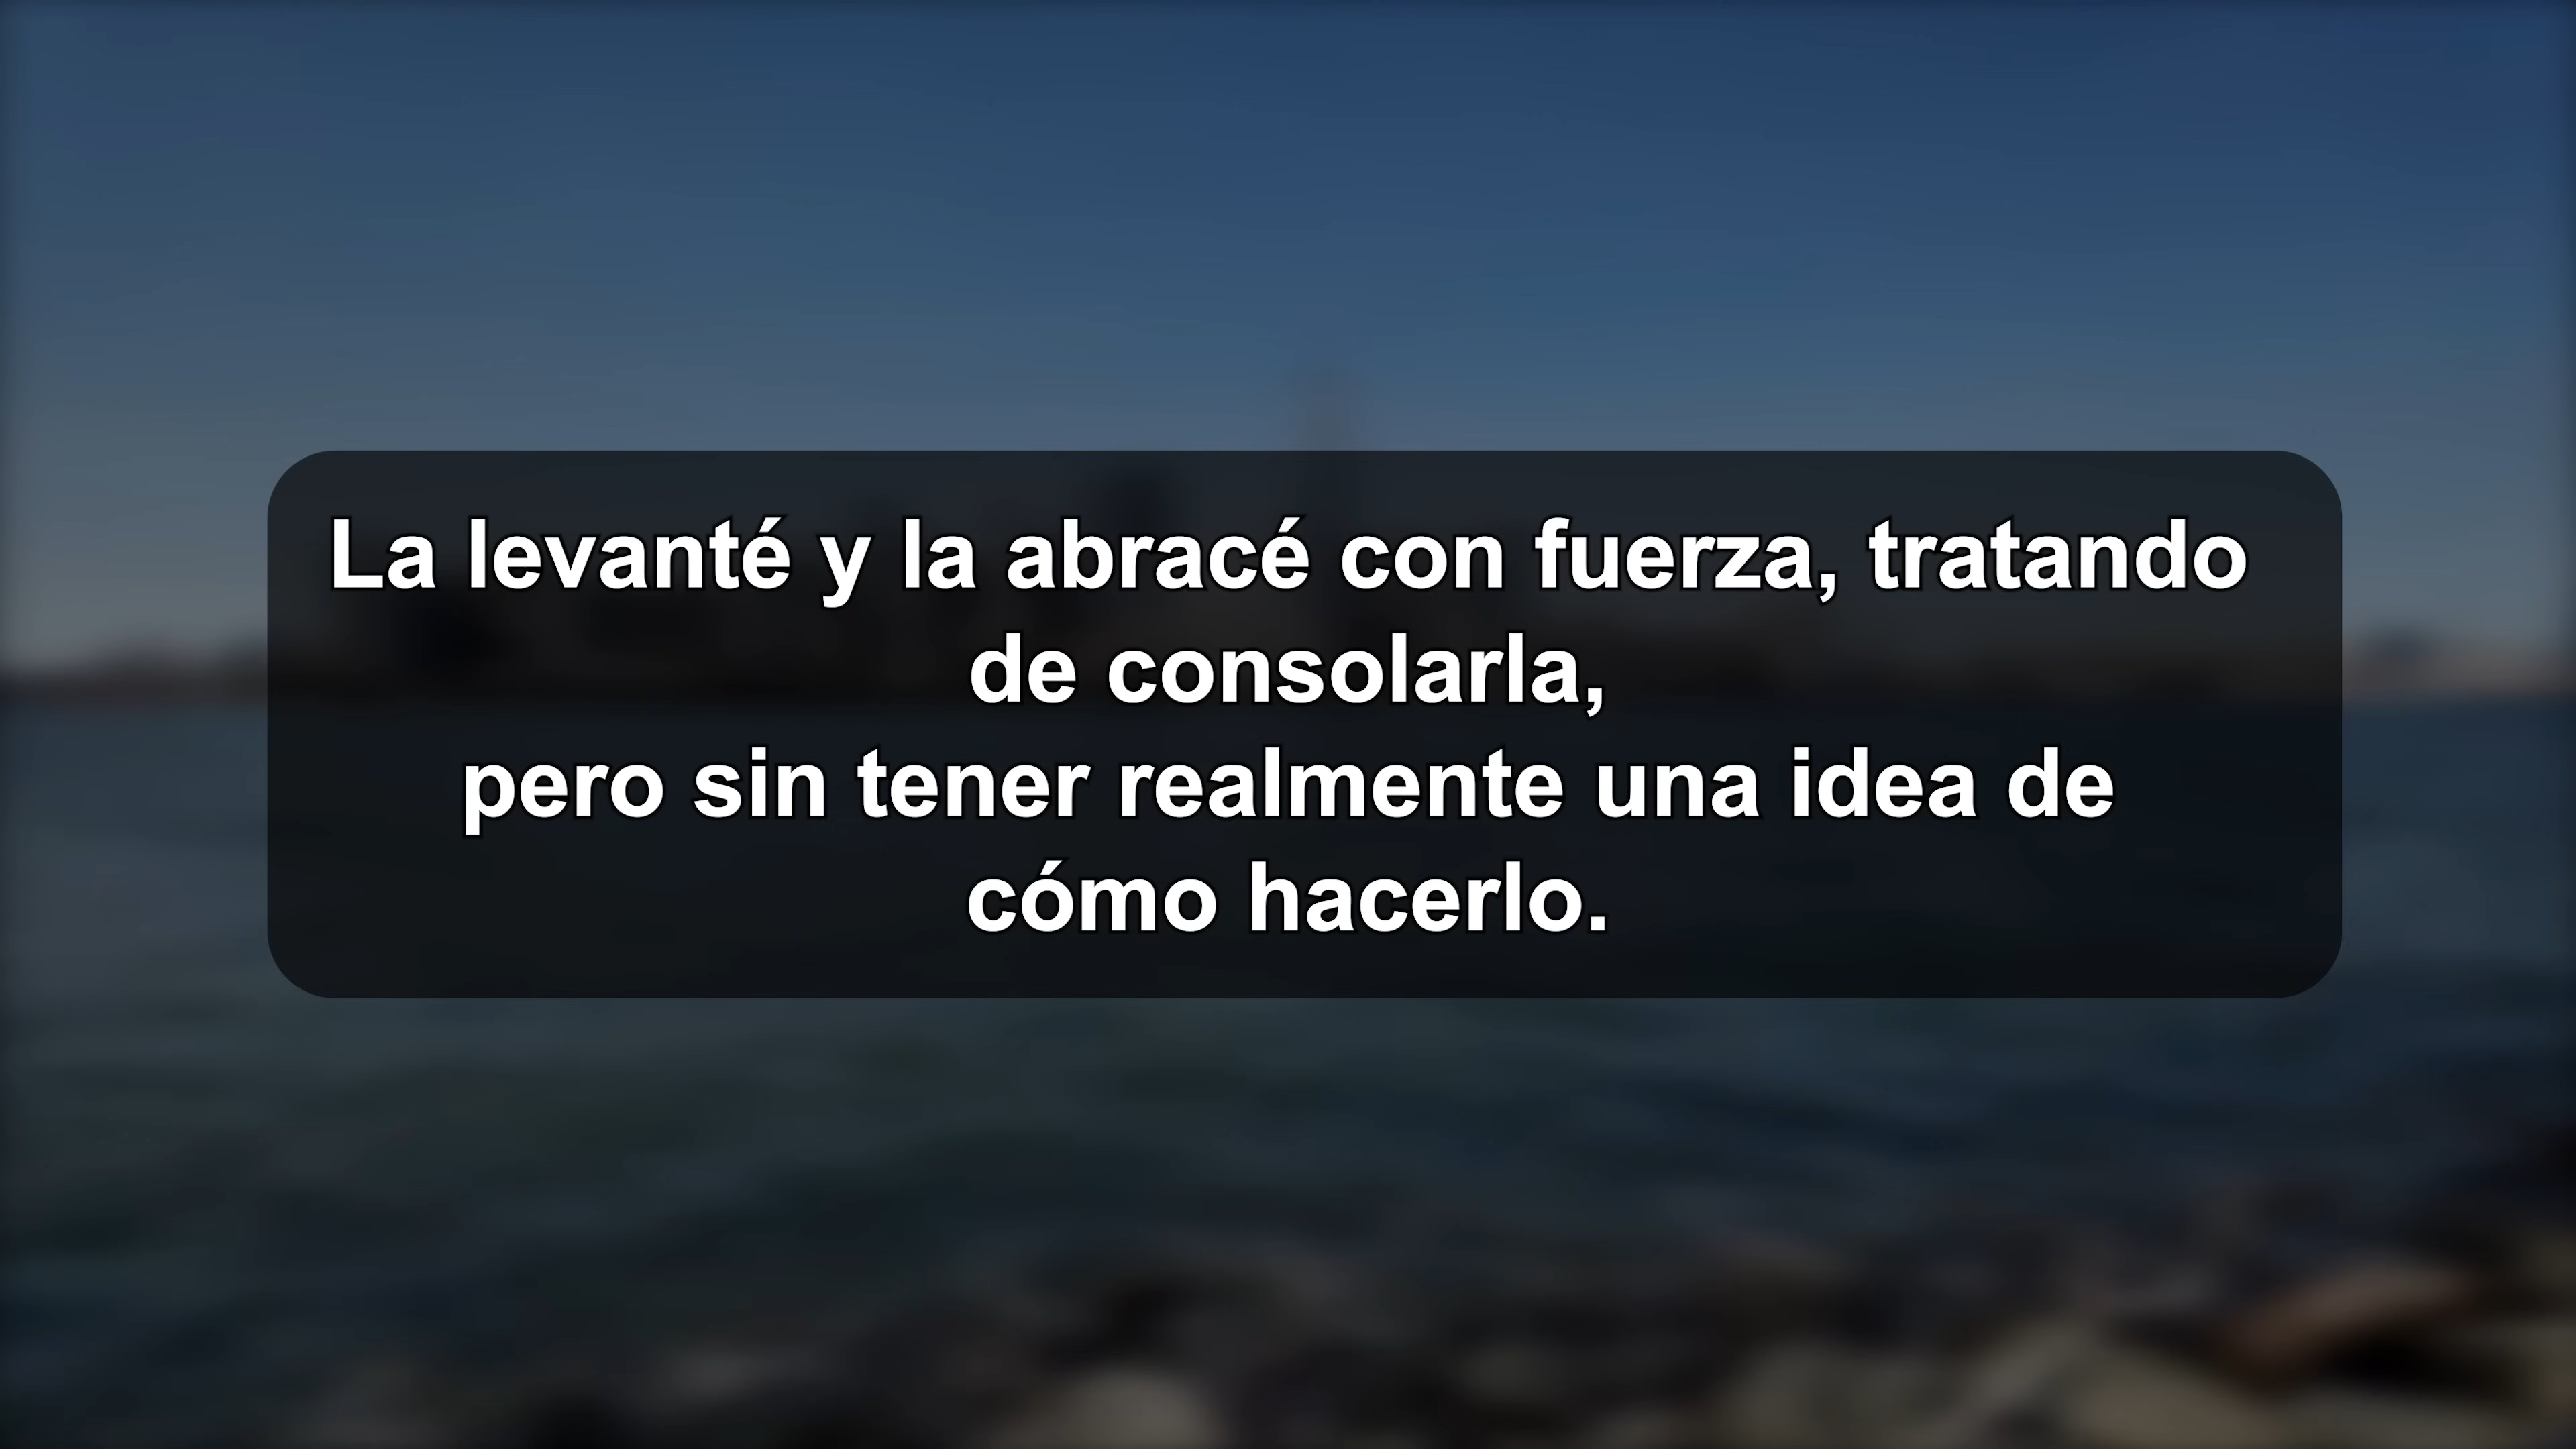 La levanté y la abracé con fuerza, tratando
de consolarla,
pero sin tener realmente una idea de
cómo hacerlo.